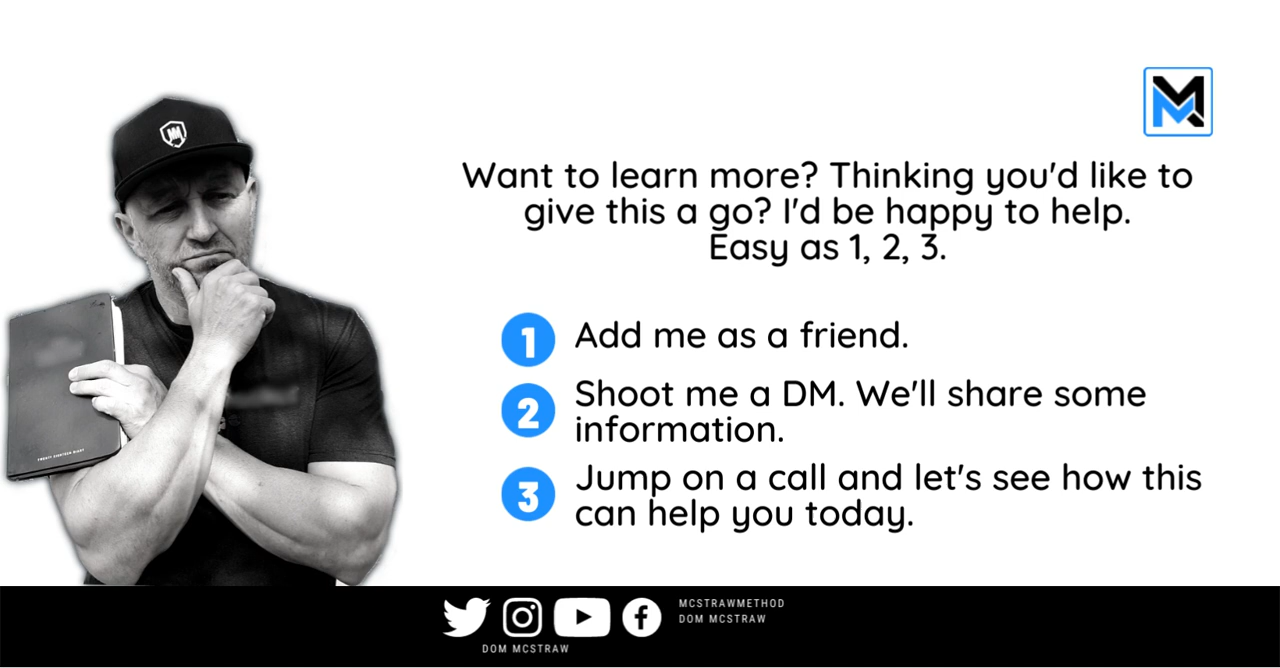 Want to learn more? Thinking you'd like to
give this a go? I'd be happy to help.
Easy as 1, 2, 3.
1 Add me as a friend.
2 Shoot me a DM. We'll share some
information.
3 Jump on a call and let's see how this
can help you today.
MCSTRAWMETHOD
DOM MCSTRAW
DOM MCSTRAW